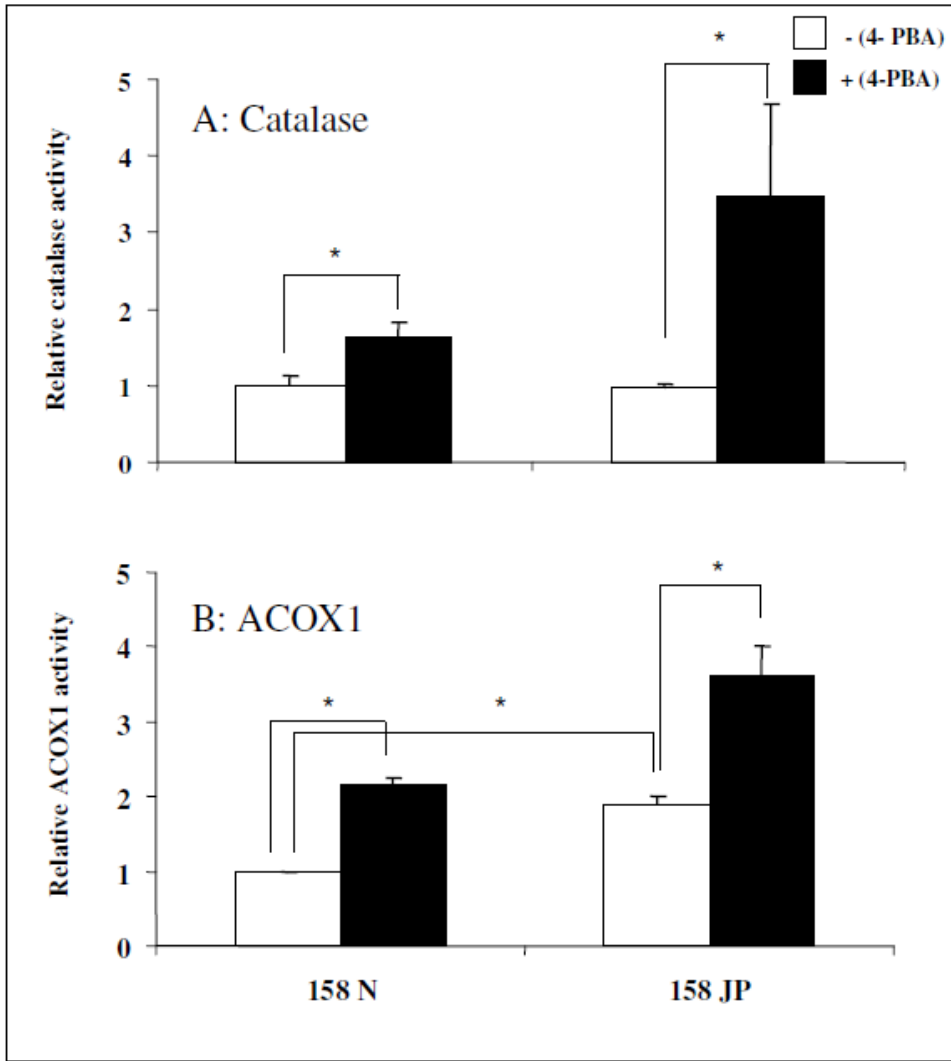 - (4- PBA)
+ (4-PBA)
A: Catalase
Relative catalase activity
5
4
3
2
1
0
*
*
B: ACOX1
Relative ACOX1 activity
5
4
3
2
1
0
*
*
*
158 N
158 JP